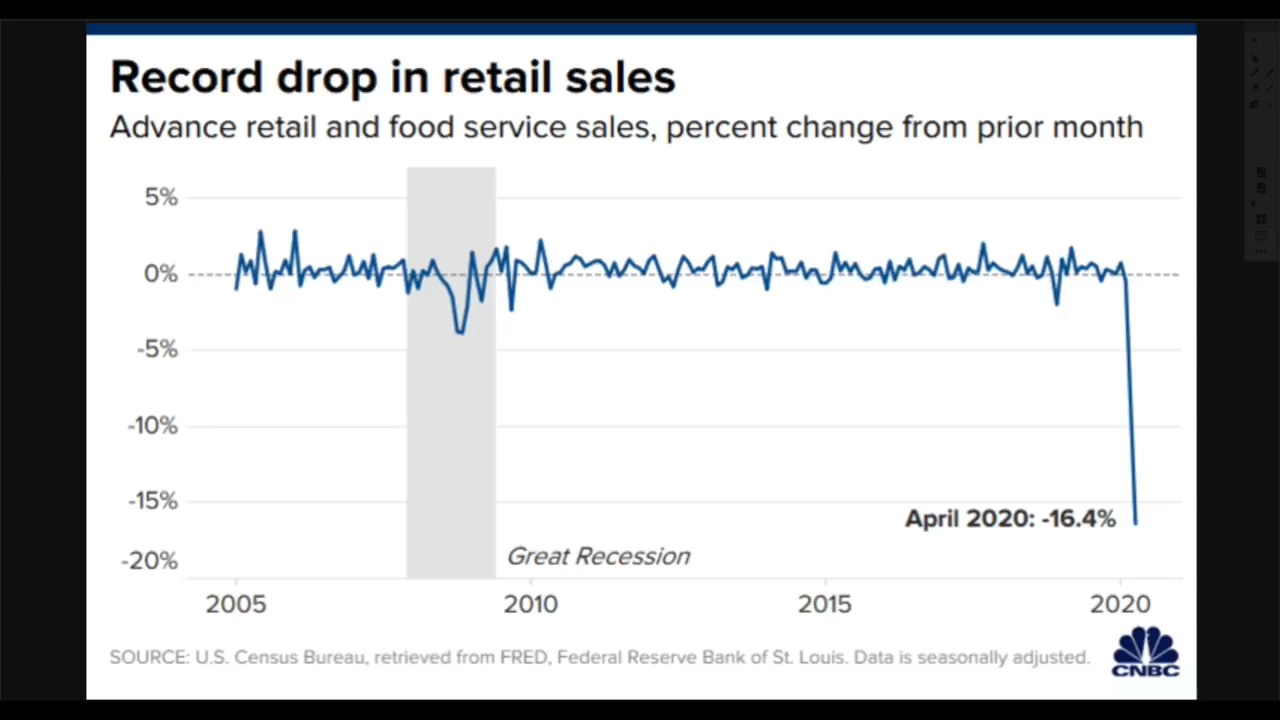 Record drop in retail sales
Advance retail and food service sales, percent change from prior month
5%
0%
-5%
-10%
-15%
April 2020: -16.4%
-20%
Great Recession
2005 2010 2015 2020
SOURCE: U.S. Census Bureau, retrieved from FRED, Federal Reserve Bank of St. Louis. Data is seasonally adjusted.
CNBC